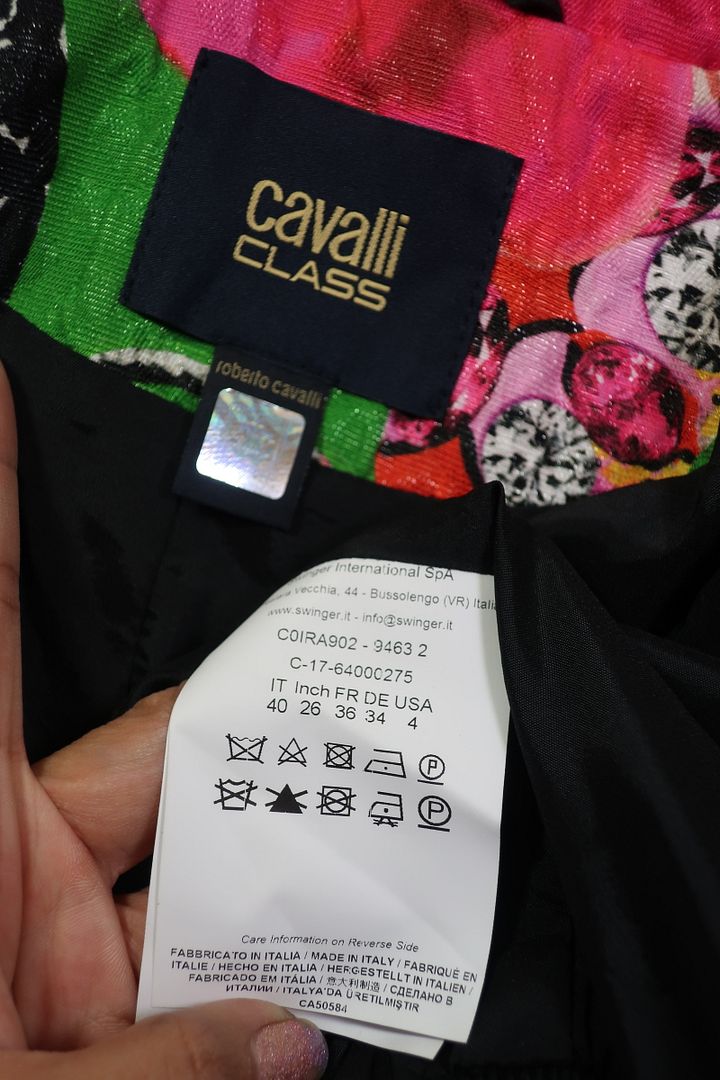 cavalli
CLASS
roberto cavalli
International SpA
Vecchia, 44 - Bussolengo (VR) Italia
www.swinger.it - info@swinger.it
C0IRA902 - 9463 2
C-17-64000275
IT Inch FR DE USA
40 26 36 34 4
P
P
Care Information on Reverse Side
FABBRICATO IN ITALIA / MADE IN ITALY / FABRIQUÉ EN
ITALIE / HECHO EN ITALIA / HERGESTELLT IN ITALIEN /
FABRICADO EM ITÁLIA / 意大利制造 / СДЕЛАНО В
ИТАЛИИ / ITALYA'DA ÜRETILMIŞTIR
CA50584